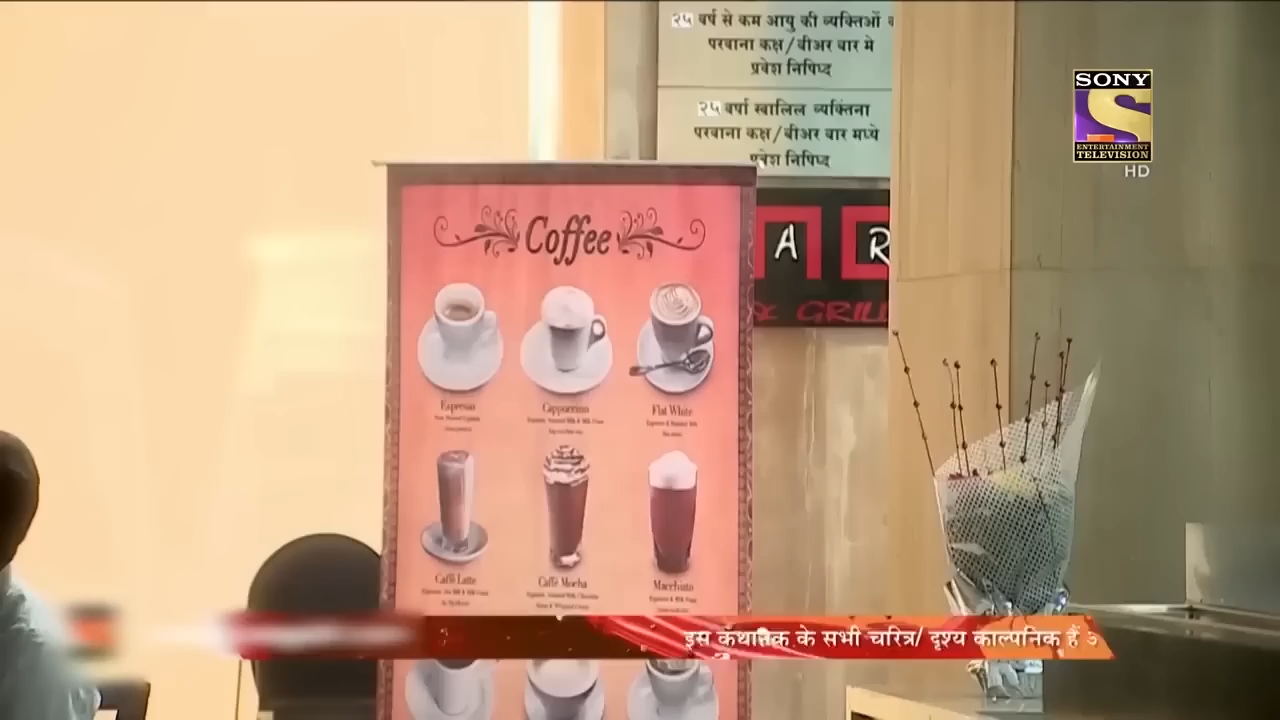 २५ वर्ष से कम आयु की व्यक्तिओं
परवाना कक्ष/बीअर बार मे
प्रवेश निषिध्द
२५ वर्षा खालिल व्यक्तिंना
परवाना कक्ष/बीअर बार मध्ये
प्रवेश निषिध्द
SONY
ENTERTAINMENT
TELEVISION
HD
Coffee
A R
& GRILL
Espresso
Cappuccino
Flat White
Caffè Latte
Caffè Mocha
Macchiato
इस कथानक के सभी चरित्र/ दृश्य काल्पनिक हैं